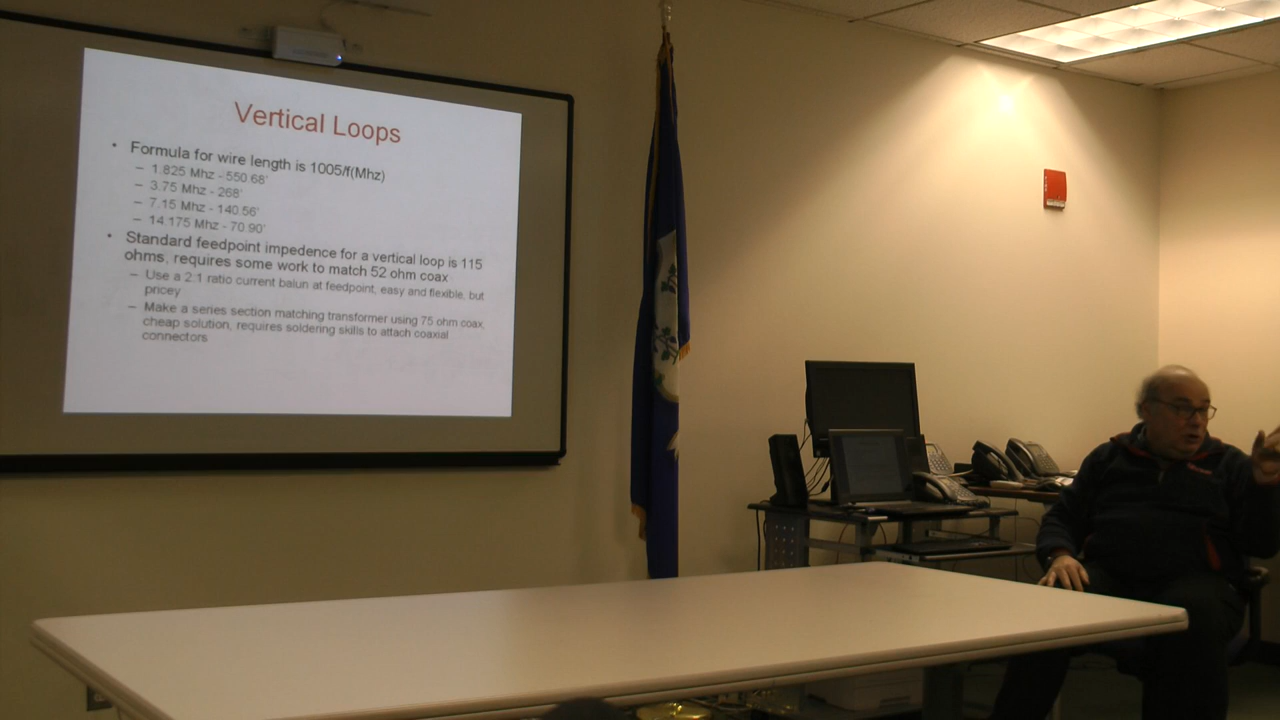 Vertical Loops
• Formula for wire length is 1005/f(Mhz)
– 1.825 Mhz - 550.68'
– 3.75 Mhz - 268'
– 7.15 Mhz - 140.56'
– 14.175 Mhz - 70.90'
• Standard feedpoint impedence for a vertical loop is 115
ohms, requires some work to match 52 ohm coax
– Use a 2:1 ratio current balun at feedpoint, easy and flexible, but
pricey
– Make a series section matching transformer using 75 ohm coax,
cheap solution, requires soldering skills to attach coaxial
connectors